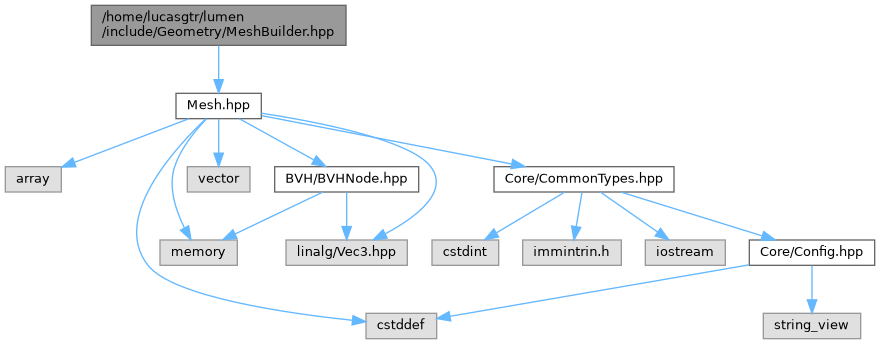 /home/lucasgtr/lumen
/include/Geometry/MeshBuilder.hpp
Mesh.hpp
array
vector
BVH/BVHNode.hpp
Core/CommonTypes.hpp
memory
linalg/Vec3.hpp
cstdint
immintrin.h
iostream
Core/Config.hpp
cstddef
string_view